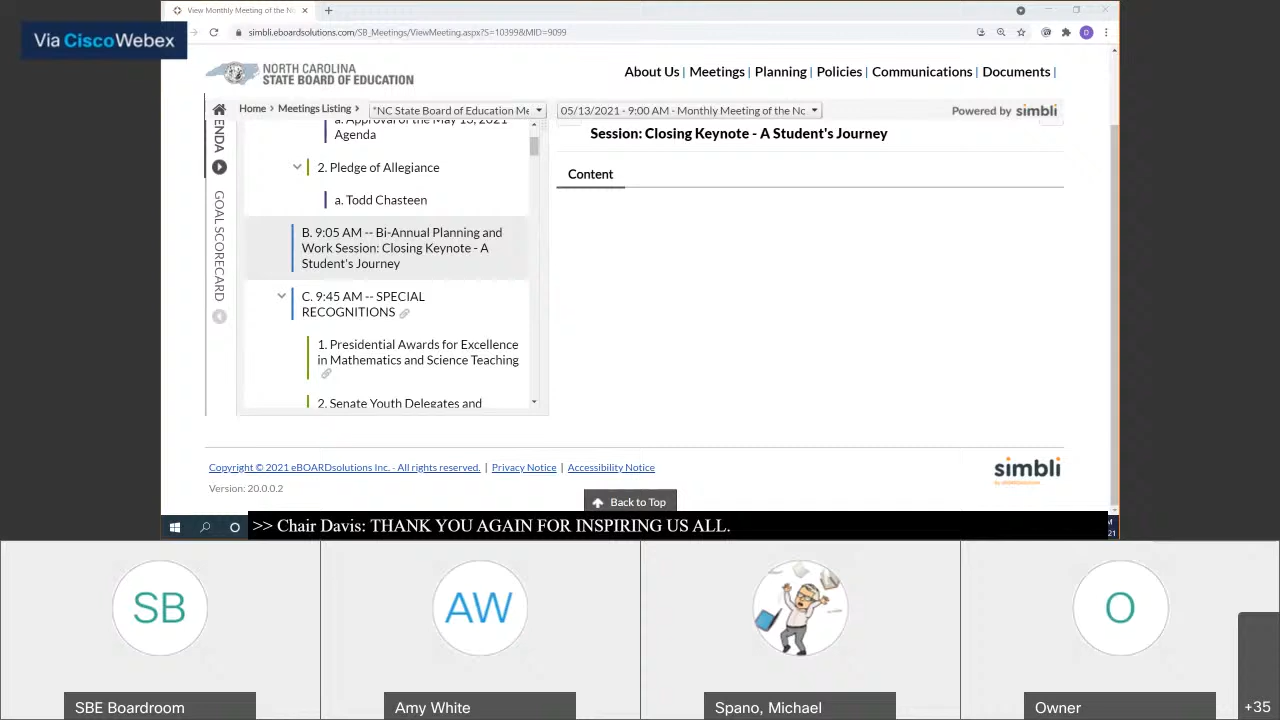 View Monthly Meeting of the No
Via Cisco Webex
simbli.eboardsolutions.com/SB_Meetings/ViewMeeting.aspx?S=10399&MID=9099
D
NORTH CAROLINA
STATE BOARD OF EDUCATION
About Us | Meetings | Planning | Policies | Communications | Documents |
Home > Meetings Listing > *NC State Board of Education Me 05/13/2021 - 9:00 AM - Monthly Meeting of the Nc Powered by simbli
ENDA
GOAL SCORECARD
a. Approval of the May 13, 2021
Agenda
2. Pledge of Allegiance
a. Todd Chasteen
B. 9:05 AM -- Bi-Annual Planning and
Work Session: Closing Keynote - A
Student's Journey
C. 9:45 AM -- SPECIAL
RECOGNITIONS
1. Presidential Awards for Excellence
in Mathematics and Science Teaching
2. Senate Youth Delegates and
Session: Closing Keynote - A Student's Journey
Content
Copyright © 2021 eBOARDsolutions Inc. - All rights reserved. | Privacy Notice | Accessibility Notice
Version: 20.0.0.2
simbli
by eBOARDsolutions
Back to Top
>> Chair Davis: THANK YOU AGAIN FOR INSPIRING US ALL.
M
21
SB
AW
O
SBE Boardroom
Amy White
Spano, Michael
Owner
+35